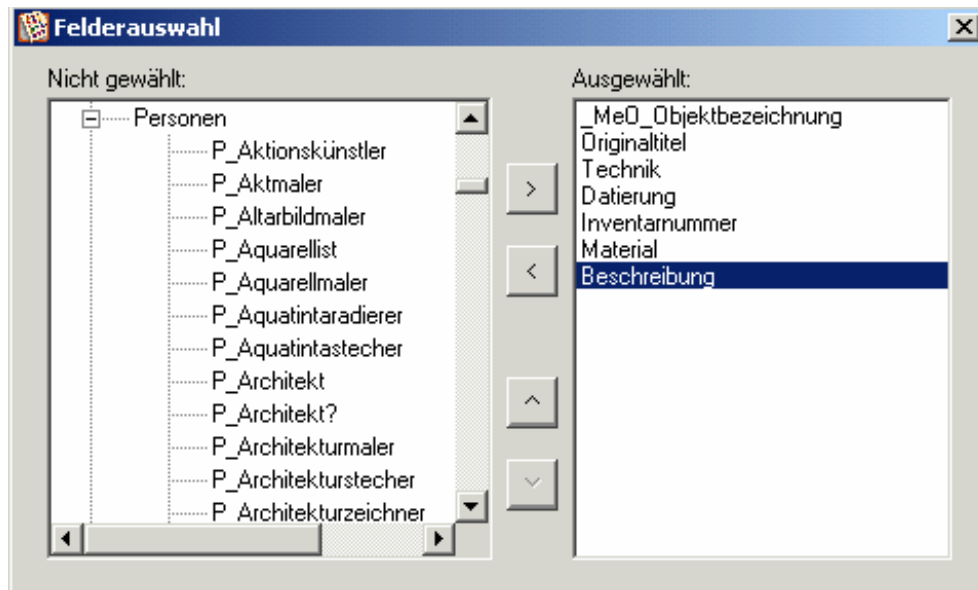 Felderauswahl
Nicht gewählt:
Personen
P_Aktionskünstler
P_Aktmaler
P_Altarbildmaler
P_Aquarellist
P_Aquarellmaler
P_Aquatintaradierer
P_Aquatintastecher
P_Architekt
P_Architekt?
P_Architekturmaler
P_Architekturstecher
P_Architekturzeichner
>
<
Ausgewählt:
_MeO_Objektbezeichnung
Originaltitel
Technik
Datierung
Inventarnummer
Material
Beschreibung